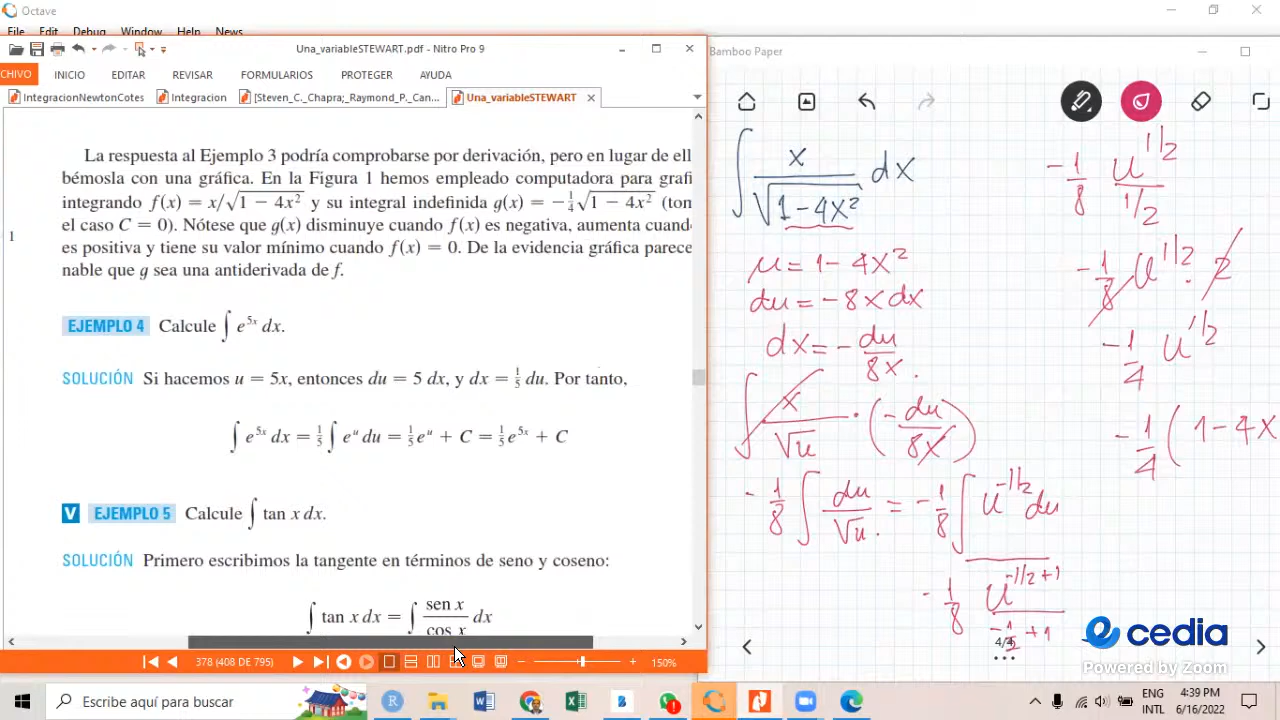 Octave
File Edit Debug Window Help News
Una_variableSTEWART.pdf - Nitro Pro 9
CHIVO INICIO EDITAR REVISAR FORMULARIOS PROTEGER AYUDA
IntegracionNewtonCotes Integracion [Steven_C._Chapra;_Raymond_P._Can... Una_variableSTEWART
La respuesta al Ejemplo 3 podría comprobarse por derivación, pero en lugar de ell
bémosla con una gráfica. En la Figura 1 hemos empleado computadora para grafi
integrando f(x) = x/√(1 − 4x²) y su integral indefinida g(x) = −¼√(1 − 4x²) (tom
el caso C = 0). Nótese que g(x) disminuye cuando f(x) es negativa, aumenta cuand
es positiva y tiene su valor mínimo cuando f(x) = 0. De la evidencia gráfica parece
nable que g sea una antiderivada de f.
1
EJEMPLO 4 Calcule ∫ e^{5x} dx.
SOLUCIÓN Si hacemos u = 5x, entonces du = 5 dx, y dx = 1/5 du. Por tanto,
∫ e^{5x} dx = 1/5 ∫ e^u du = 1/5 e^u + C = 1/5 e^{5x} + C
V EJEMPLO 5 Calcule ∫ tan x dx.
SOLUCIÓN Primero escribimos la tangente en términos de seno y coseno:
∫ tan x dx = ∫ sen x / cos x dx
378 (408 DE 795)
150%
Bamboo Paper
∫ x / √(1-4x²) dx
u = 1-4x²
du = -8x dx
dx = - du/8x.
∫ x/√u · (- du/8x)
-1/8 ∫ du/√u. = -1/8 ∫ u^{-1/2} du
-1/8 u^{-1/2+1} / -1/2+1
-1/8 u^{1/2} / 1/2
-1/8 u^{1/2} · 2
-1/4 u^{1/2}
-1/4 (1-4x
4/4
cedia
Powered by Zoom
Escribe aquí para buscar
ENG
INTL
4:39 PM
6/16/2022